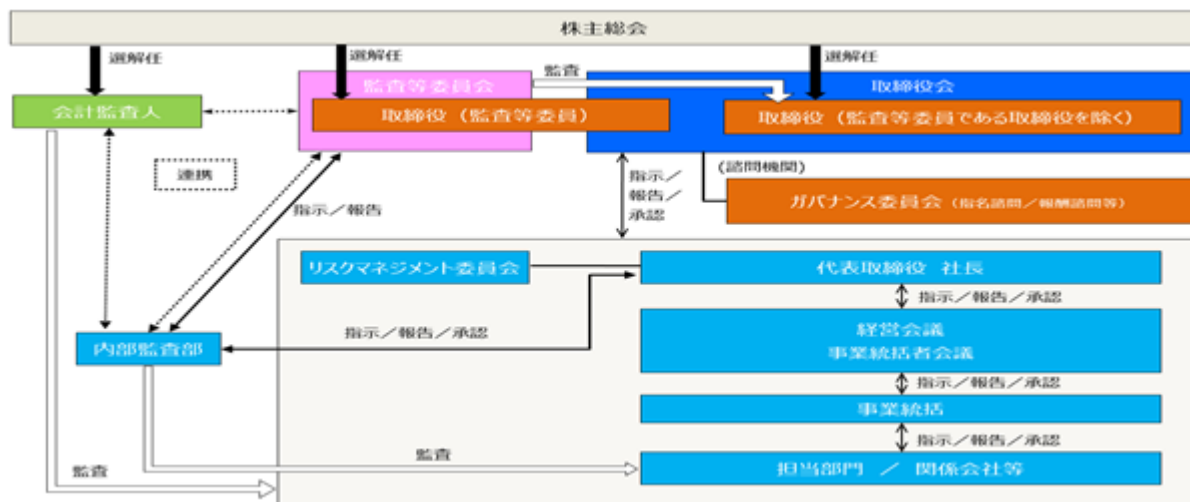 株主総会
選解任
選解任
選解任
監査等委員会
監査
取締役会
会計監査人
取締役（監査等委員）
取締役（監査等委員である取締役を除く）
連携
指示／報告
指示／
報告／
承認
(諮問機関)
ガバナンス委員会（指名諮問／報酬諮問等）
リスクマネジメント委員会
代表取締役 社長
指示／報告／承認
指示／報告／承認
内部監査部
経営会議
事業統括者会議
指示／報告／承認
事業統括
指示／報告／承認
監査
監査
担当部門 ／ 関係会社等